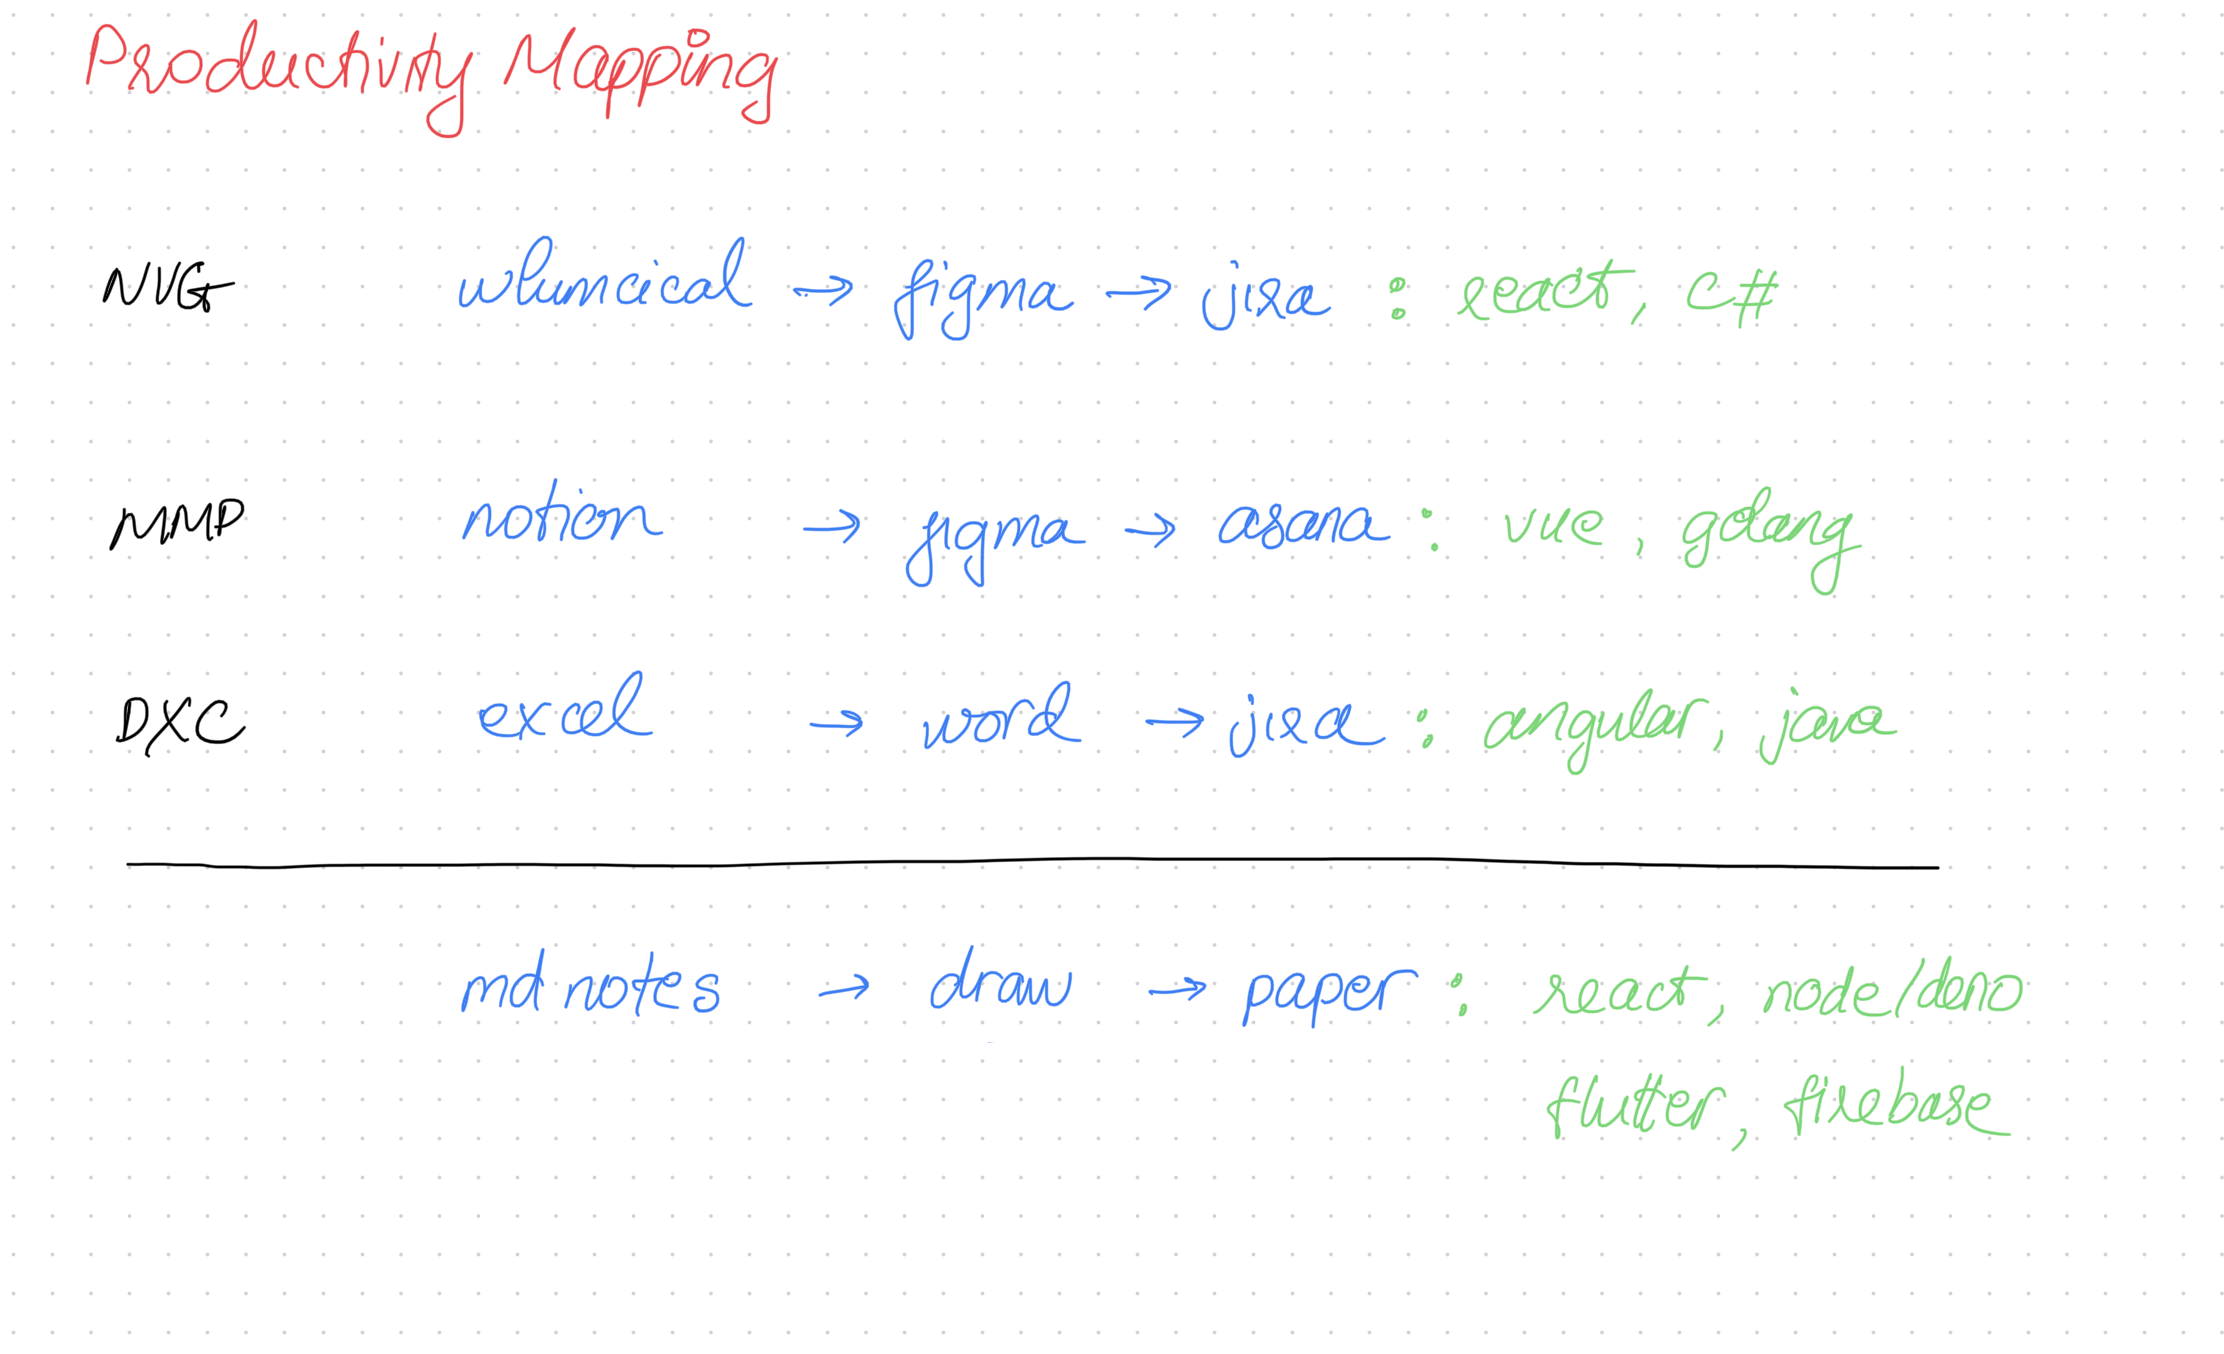 Productivity Mapping
NVG whimcical → figma → jira : react, c#
MMP notion → figma → asana : vue, golang
DXC excel → word → jira : angular, java
md notes → draw → paper : react, node/deno
flutter, firebase